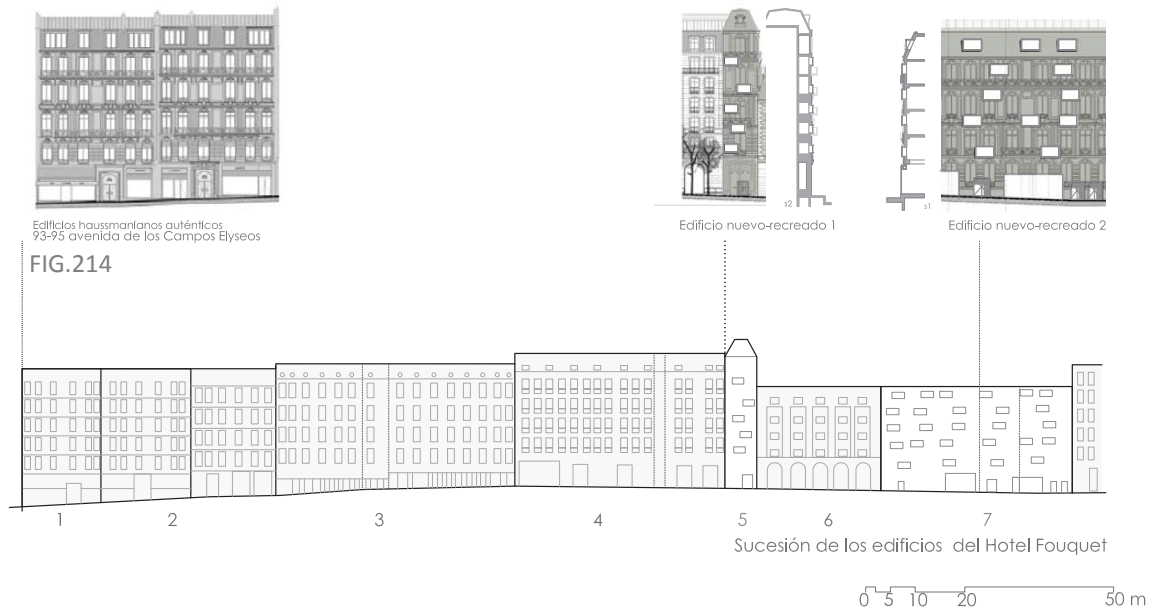 Edificios haussmanianos auténticos
93-95 avenida de los Campos Elyseos
s2
s1
Edificio nuevo-recreado 1
Edificio nuevo-recreado 2
FIG.214
1
2
3
4
5
6
7
Sucesión de los edificios del Hotel Fouquet
0 5 10 20 50 m